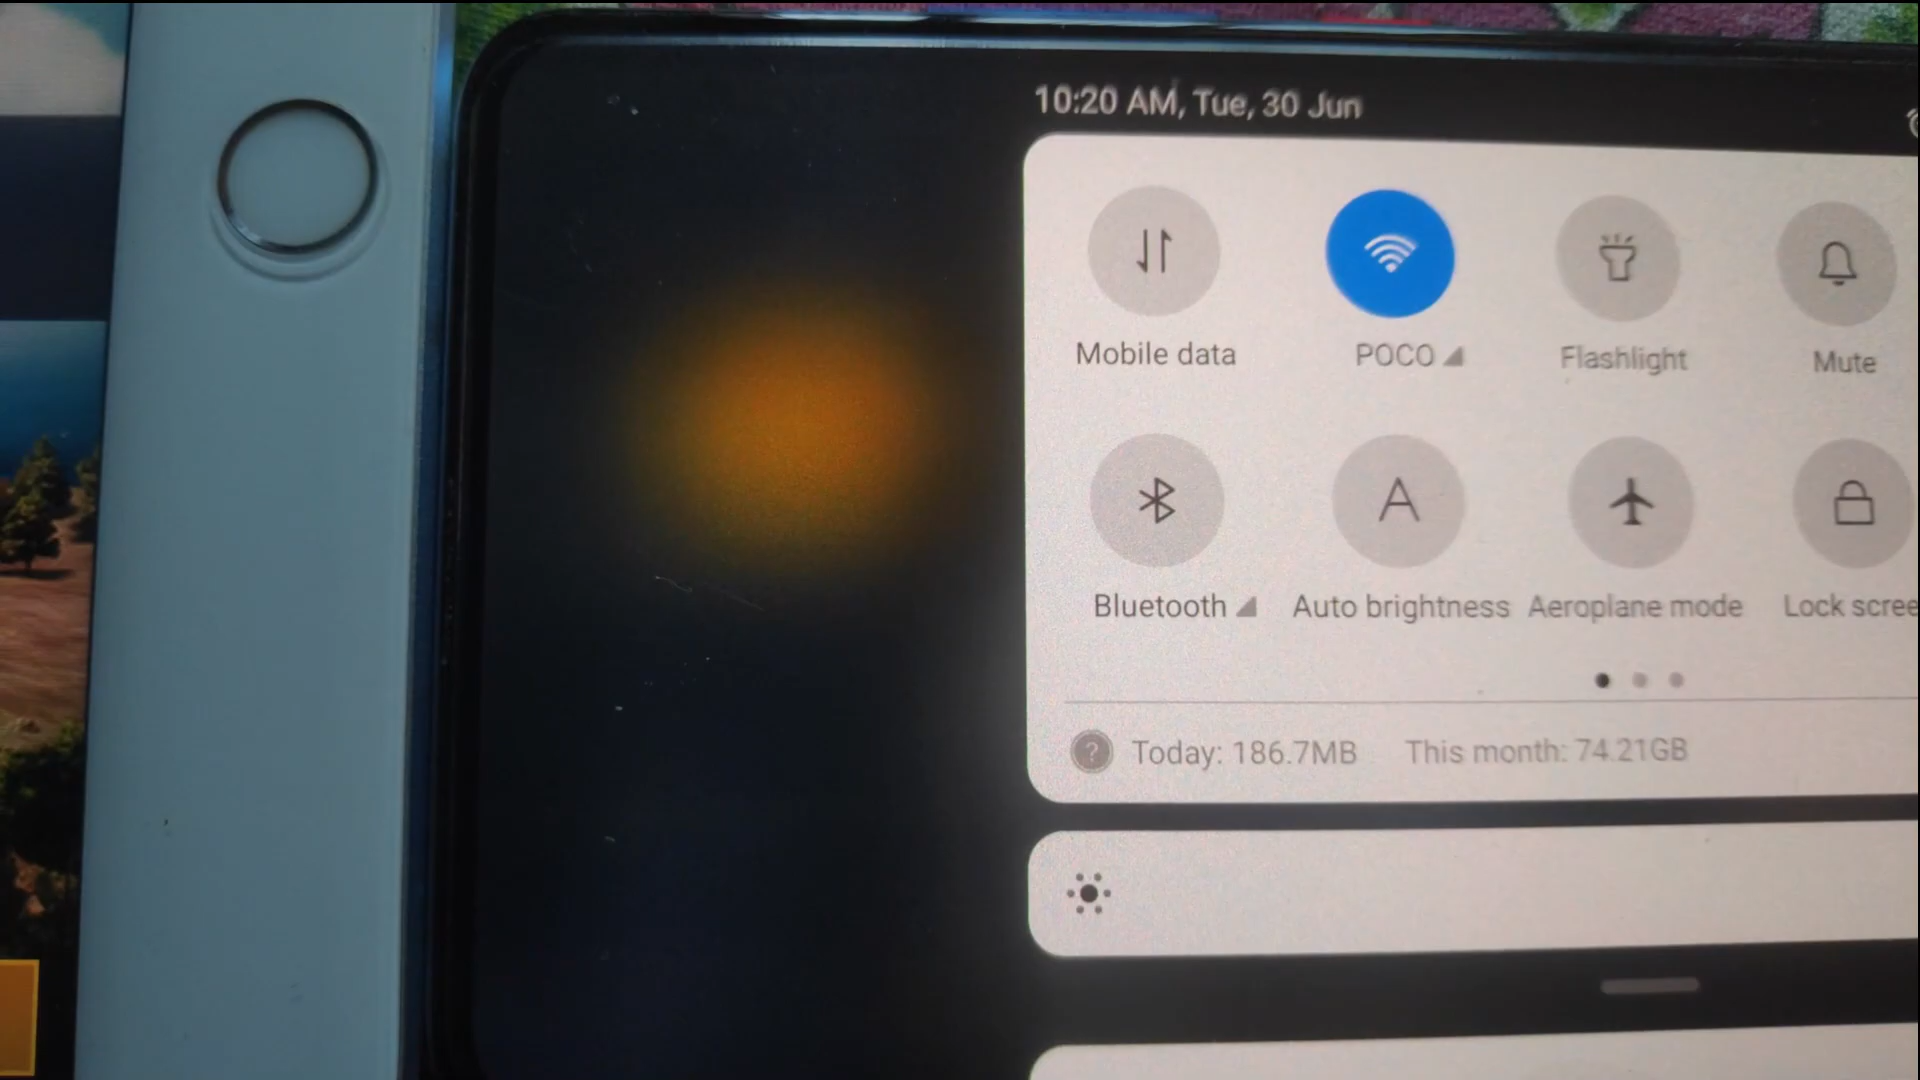 10:20 AM, Tue, 30 Jun
Mobile data POCO Flashlight Mute
A
Bluetooth Auto brightness Aeroplane mode Lock scree
? Today: 186.7MB This month: 74.21GB